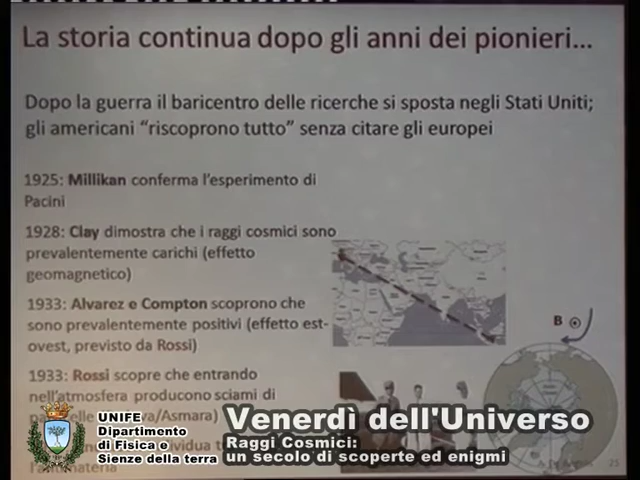 La storia continua dopo gli anni dei pionieri...
Dopo la guerra il baricentro delle ricerche si sposta negli Stati Uniti;
gli americani “riscoprono tutto” senza citare gli europei
1925: Millikan conferma l'esperimento di
Pacini
1928: Clay dimostra che i raggi cosmici sono
prevalentemente carichi (effetto
geomagnetico)
1933: Alvarez e Compton scoprono che
sono prevalentemente positivi (effetto est-
ovest, previsto da Rossi)
B
1933: Rossi scopre che entrando
nell'atmosfera producono sciami di
va/Asmara)
UNIFE
Dipartimento
di Fisica e
Sienze della terra
Venerdì dell'Universo
Raggi Cosmici:
un secolo di scoperte ed enigmi